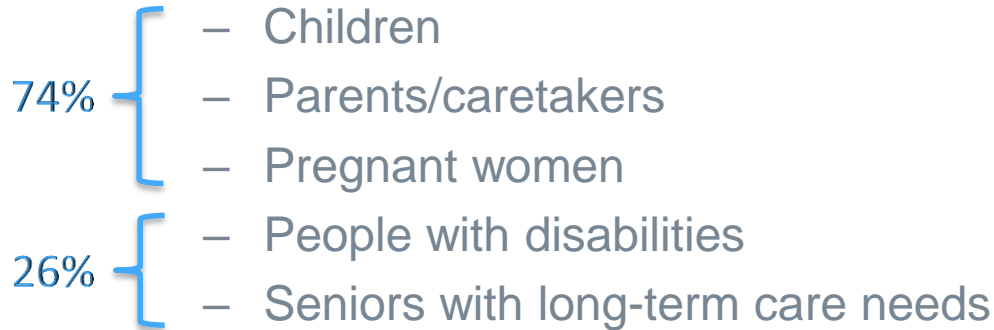 – Children
74%
– Parents/caretakers
– Pregnant women
– People with disabilities
26%
– Seniors with long-term care needs